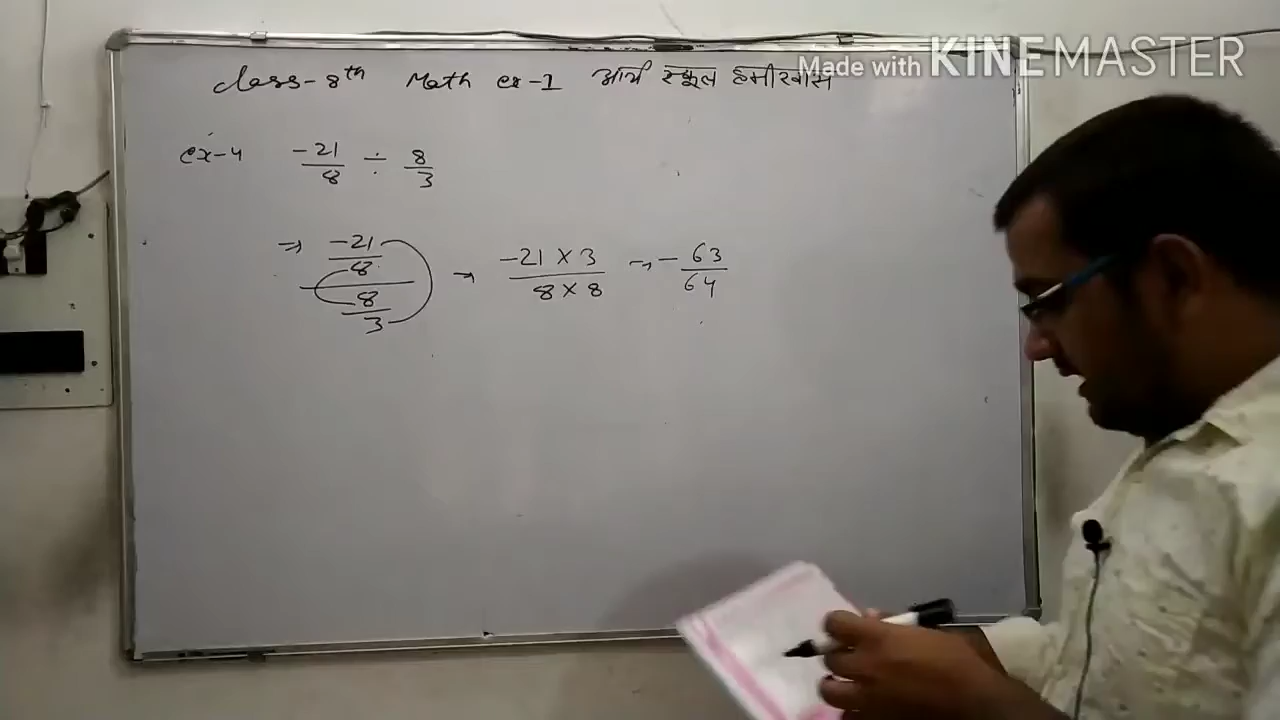 class-8th Math ex-1 आर्य स्कूल हमीरवास
Made with KINEMASTER
ex-4 -21/8 ÷ 8/3
⇒ -21/8 / 8/3 → -21 × 3 / 8 × 8 → - 63/64